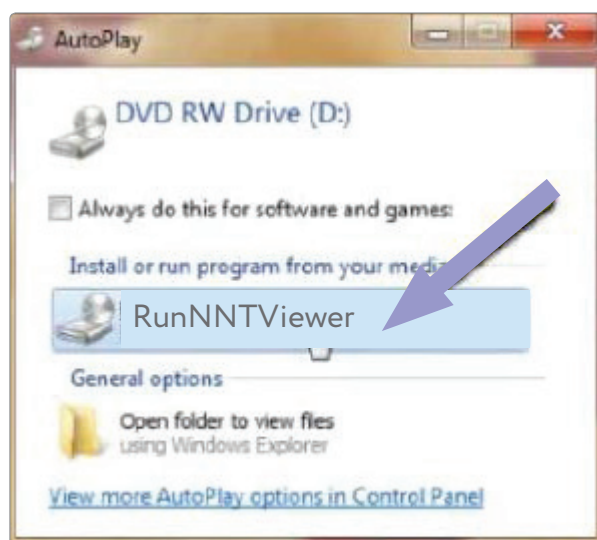 AutoPlay
DVD RW Drive (D:)
Always do this for software and games:
Install or run program from your media
RunNNTViewer
General options
Open folder to view files
using Windows Explorer
View more AutoPlay options in Control Panel